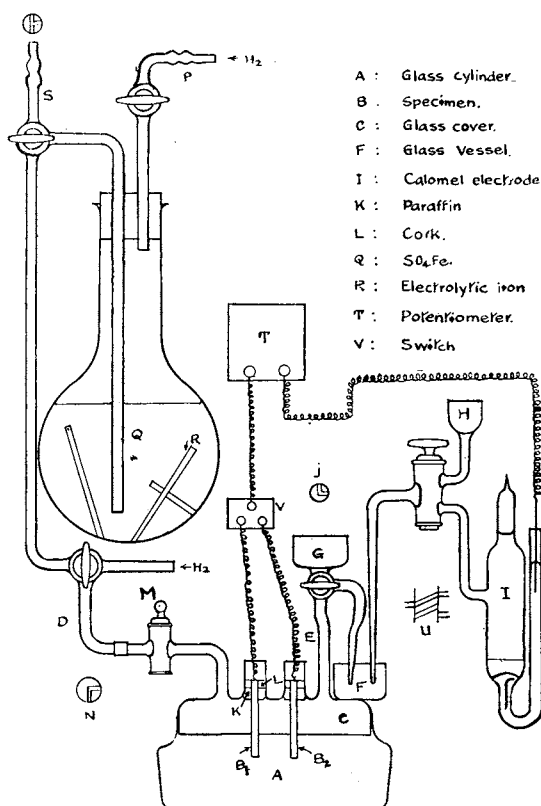 S
P
← H₂
A : Glass cylinder.
B . Specimen.
C : Glass cover.
F : Glass Vessel.
I : Calomel electrode
K : Paraffin
L : Cork.
Q : SO₄Fe.
R : Electrolytic iron
T : Potentiometer.
V : Switch
T
Q
R
H
j
V
G
I
H₂
M
D
E
U
F
L
N
K
C
B₁
A
B₂